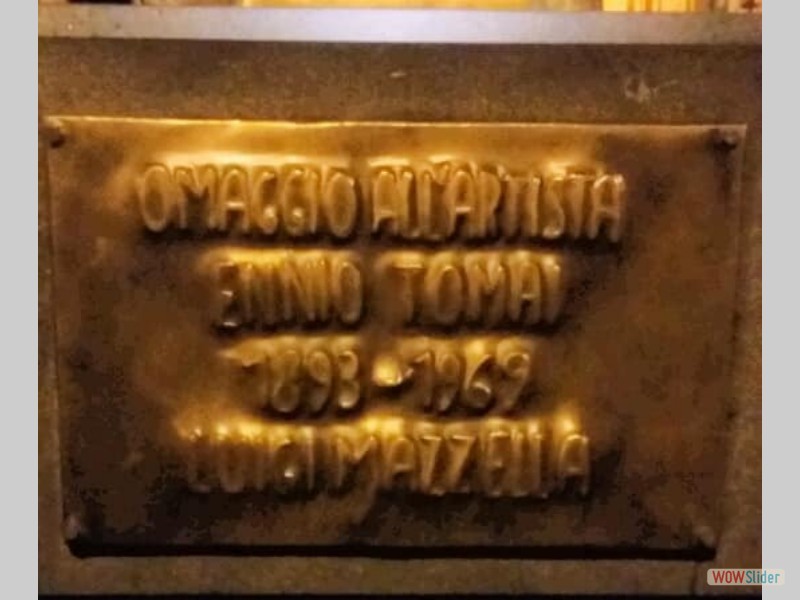 OMAGGIO ALL'ARTISTA
ENNIO TOMAI
1893-1969
LUIGI MAZZELLA
WOWSlider